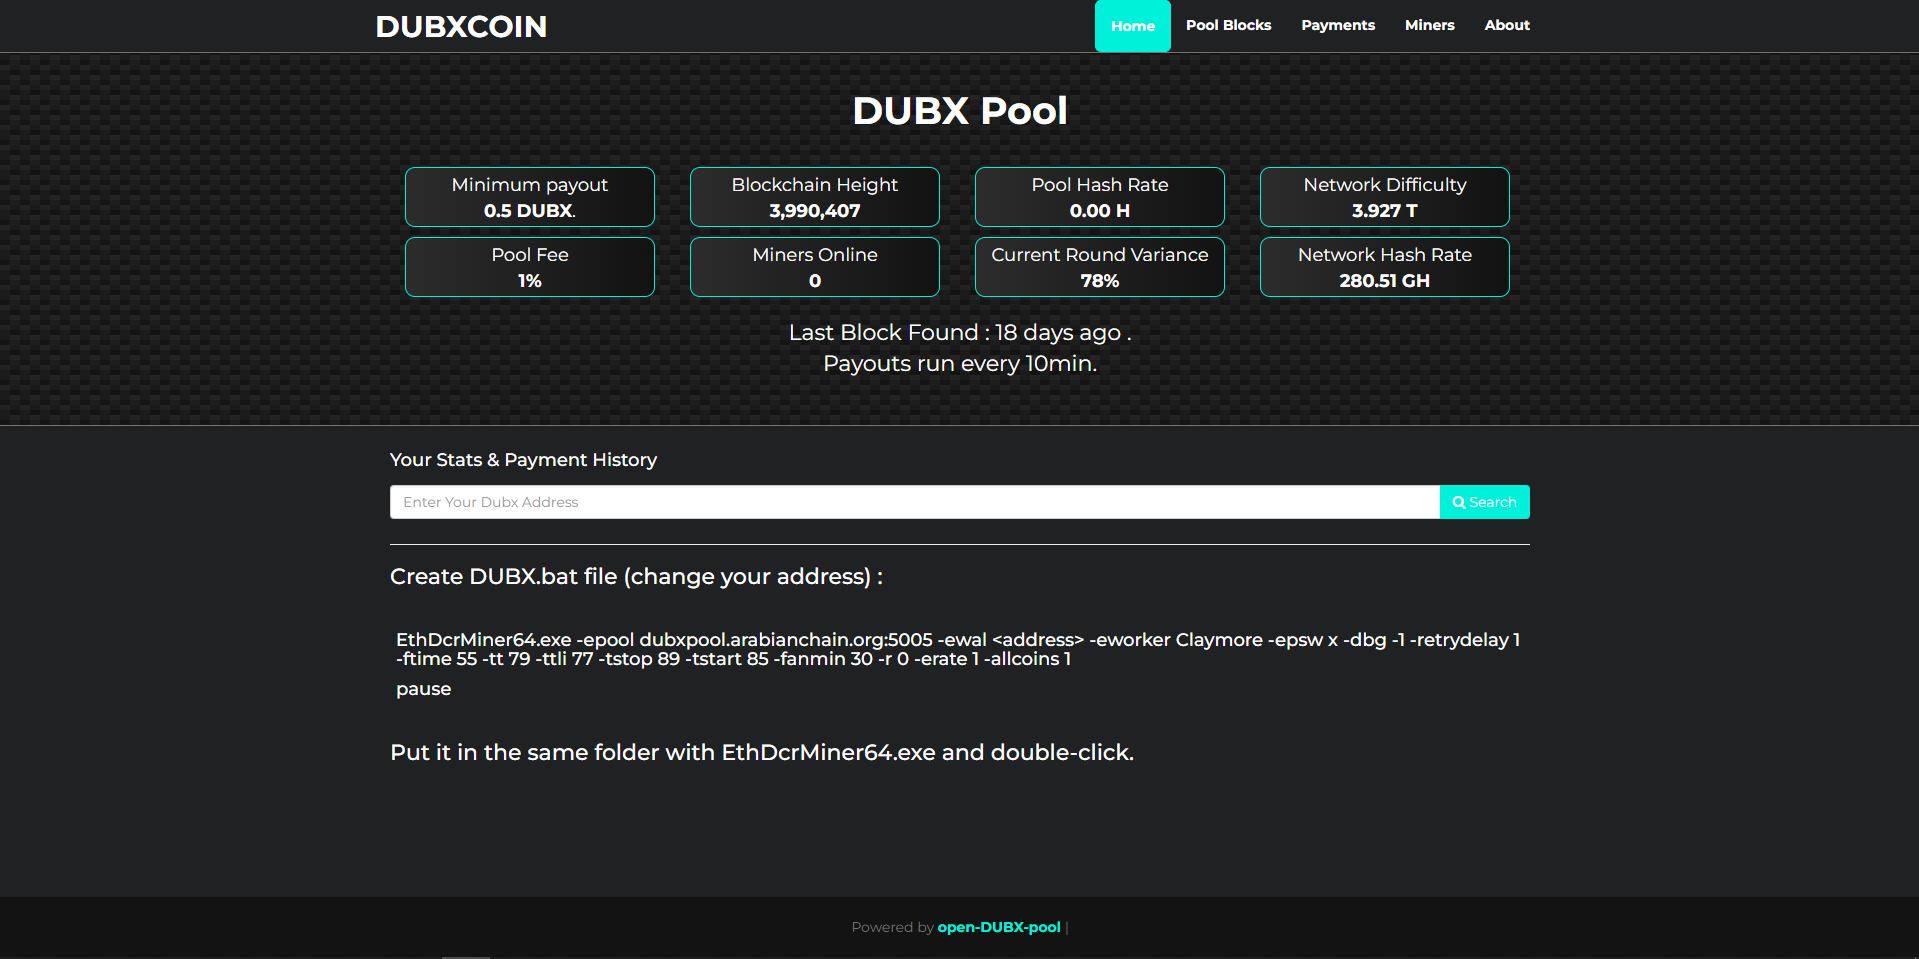 DUBXCOIN
Home Pool Blocks Payments Miners About
DUBX Pool
Minimum payout
0.5 DUBX.
Blockchain Height
3,990,407
Pool Hash Rate
0.00 H
Network Difficulty
3.927 T
Pool Fee
1%
Miners Online
0
Current Round Variance
78%
Network Hash Rate
280.51 GH
Last Block Found : 18 days ago .
Payouts run every 10min.
Your Stats & Payment History
Enter Your Dubx Address
Search
Create DUBX.bat file (change your address) :
EthDcrMiner64.exe -epool dubxpool.arabianchain.org:5005 -ewal <address> -eworker Claymore -epsw x -dbg -1 -retrydelay 1
-ftime 55 -tt 79 -ttli 77 -tstop 89 -tstart 85 -fanmin 30 -r 0 -erate 1 -allcoins 1
pause
Put it in the same folder with EthDcrMiner64.exe and double-click.
Powered by open-DUBX-pool |